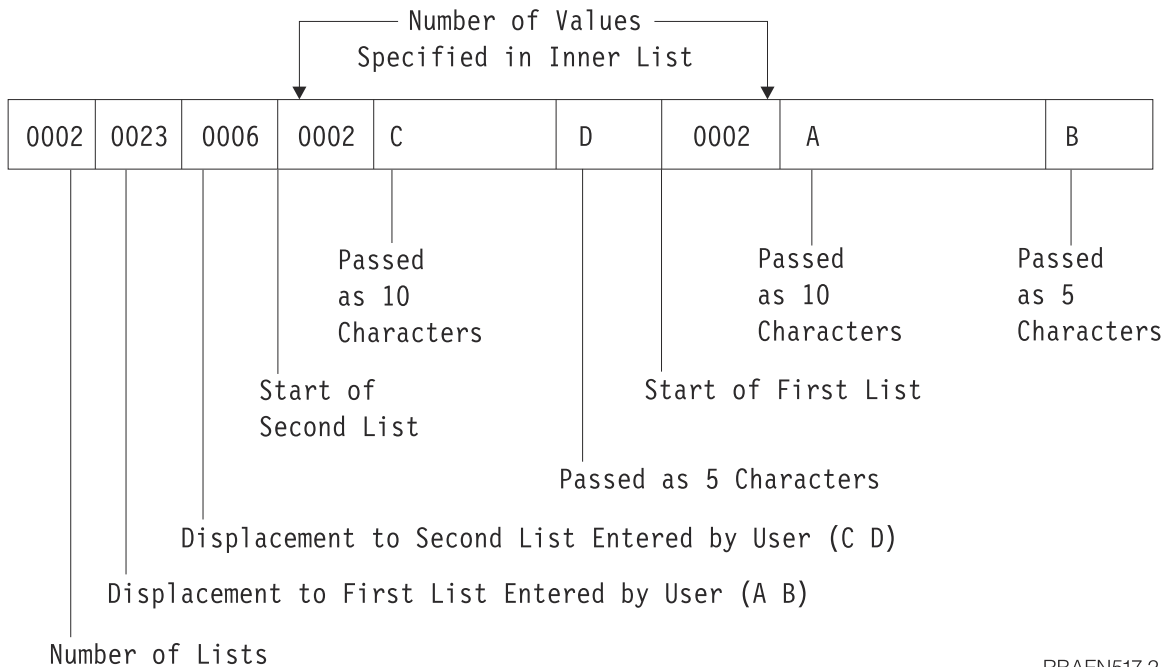 Number of Values
Specified in Inner List
0002 0023 0006 0002 C D 0002 A B
Passed
as 10
Characters
Passed
as 10
Characters
Passed
as 5
Characters
Start of
Second List
Start of First List
Passed as 5 Characters
Displacement to Second List Entered by User (C D)
Displacement to First List Entered by User (A B)
Number of Lists